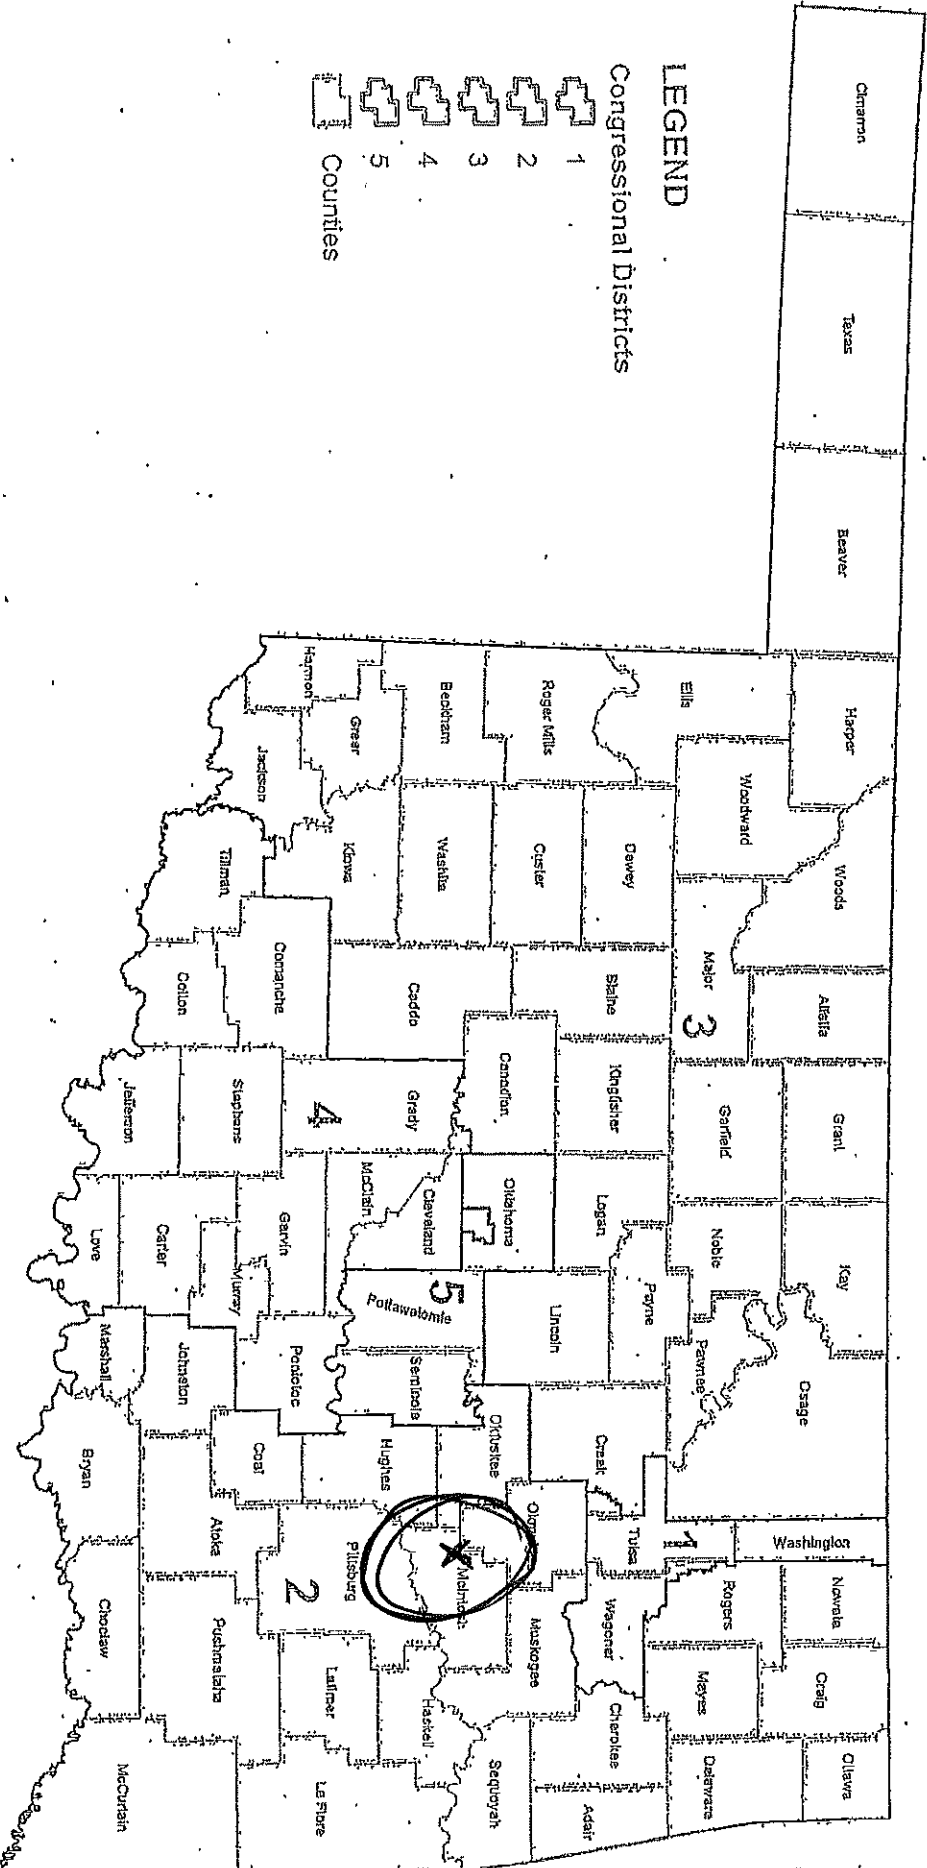 LEGEND
Congressional Districts
1
2
3
4
5
Counties
Cimarron
Texas
Beaver
Harper
Woods
Alfalfa
Grant
Kay
Osage
Washington
Nowata
Craig
Ottawa
Ellis
Woodward
Major
3
Garfield
Noble
Pawnee
1
Rogers
Mayes
Delaware
Roger Mills
Dewey
Blaine
Kingfisher
Logan
Payne
Lincoln
Creek
Tulsa
Wagoner
Cherokee
Adair
Custer
Canadian
Oklahoma
Okfuskee
Muskogee
Sequoyah
Beckham
Washita
Caddo
Grady
Cleveland
5
Pottawatomie
Seminole
Hughes
X
McIntosh
Haskell
Harmon
Greer
Kiowa
4
McClain
Pittsburg
2
Latimer
Le Flore
Jackson
Comanche
Stephens
Garvin
Pontotoc
Coal
Tillman
Cotton
Murray
Atoka
Pushmataha
Jefferson
Carter
Johnston
Love
Marshall
Bryan
Choctaw
McCurtain